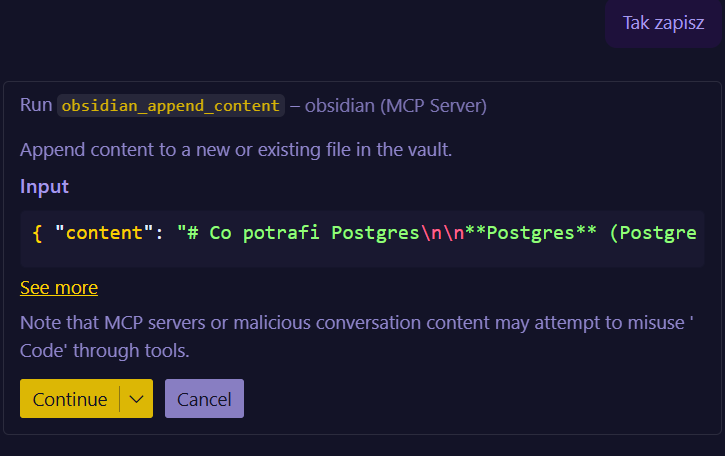 Tak zapisz
Run obsidian_append_content – obsidian (MCP Server)
Append content to a new or existing file in the vault.
Input
{ "content": "# Co potrafi Postgres\n\n**Postgres** (Postgre
See more
Note that MCP servers or malicious conversation content may attempt to misuse '
Code' through tools.
Continue
Cancel